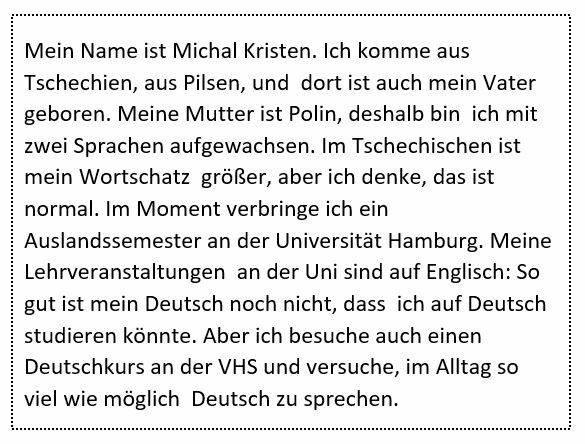 Mein Name ist Michal Kristen. Ich komme aus
Tschechien, aus Pilsen, und  dort ist auch mein Vater
geboren. Meine Mutter ist Polin, deshalb bin  ich mit
zwei Sprachen aufgewachsen. Im Tschechischen ist
mein Wortschatz  größer, aber ich denke, das ist
normal. Im Moment verbringe ich ein
Auslandssemester an der Universität Hamburg. Meine
Lehrveranstaltungen  an der Uni sind auf Englisch: So
gut ist mein Deutsch noch nicht, dass  ich auf Deutsch
studieren könnte. Aber ich besuche auch einen
Deutschkurs an der VHS und versuche, im Alltag so
viel wie möglich  Deutsch zu sprechen.